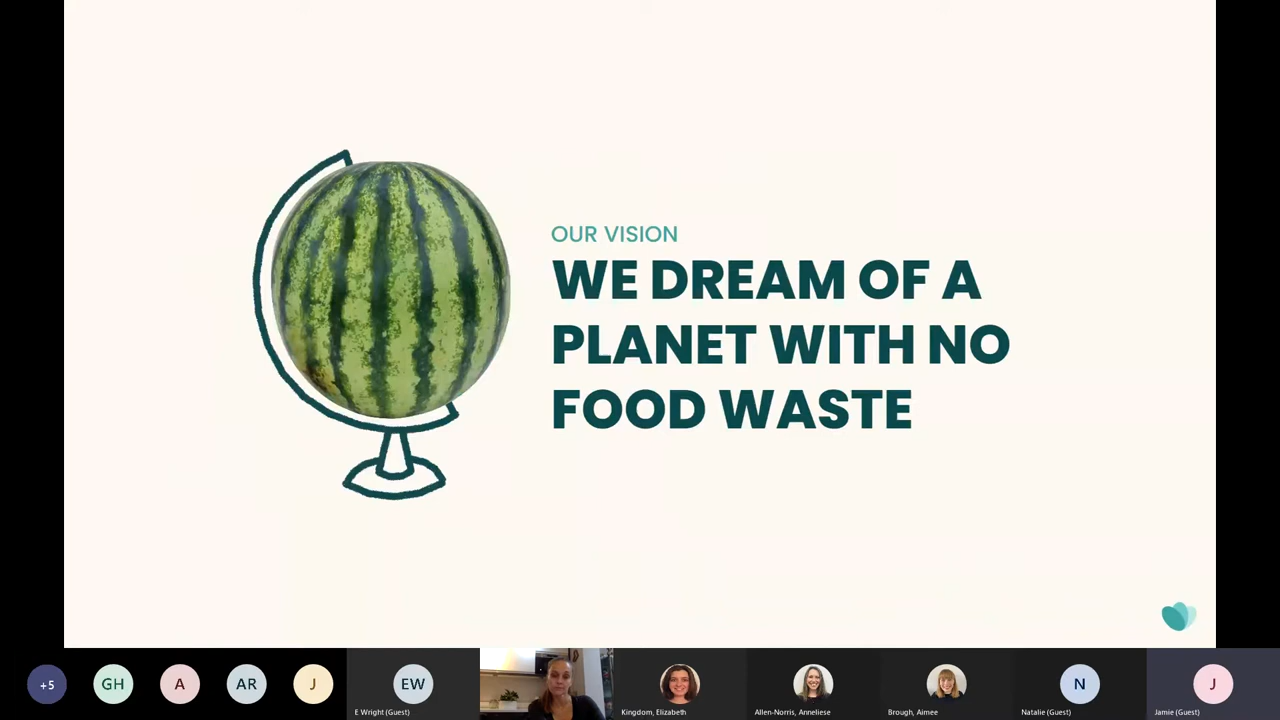 OUR VISION
WE DREAM OF A
PLANET WITH NO
FOOD WASTE
+5
GH
A
AR
J
EW
N
J
E Wright (Guest)
Kingdom, Elizabeth
Allen-Norris, Anneliese
Brough, Aimee
Natalie (Guest)
Jamie (Guest)